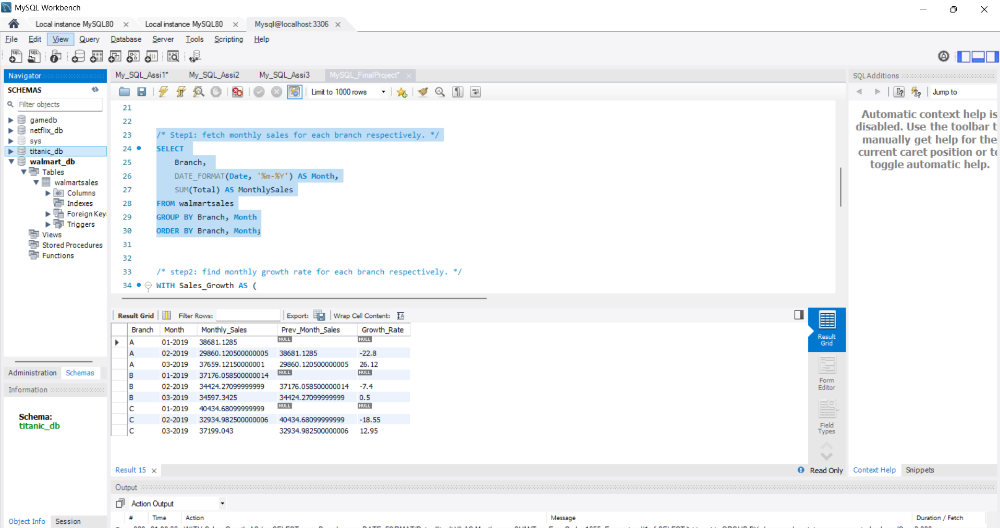 MySQL Workbench
Local instance MySQL80 Local instance MySQL80 Mysql@localhost:3306
File Edit View Query Database Server Tools Scripting Help
Navigator
SCHEMAS
Filter objects
gamedb
netflix_db
sys
titanic_db
walmart_db
Tables
walmartsales
Columns
Indexes
Foreign Key
Triggers
Views
Stored Procedures
Functions
Administration Schemas
Information
Schema:
titanic_db
Object Info Session
My_SQL_Assi1* My_SQL_Assi2 My_SQL_Assi3 MySQL_FinalProject*
Limit to 1000 rows
21
22
23 /* Step1: fetch monthly sales for each branch respectively. */
24 SELECT
25 Branch,
26 DATE_FORMAT(Date, '%m-%Y') AS Month,
27 SUM(Total) AS MonthlySales
28 FROM walmartsales
29 GROUP BY Branch, Month
30 ORDER BY Branch, Month;
31
32
33 /* step2: find monthly growth rate for each branch respectively. */
34 WITH Sales_Growth AS (
Result Grid Filter Rows: Export: Wrap Cell Content:
Branch Month Monthly_Sales Prev_Month_Sales Growth_Rate
A 01-2019 38681.1285 NULL NULL
A 02-2019 29860.120500000005 38681.1285 -22.8
A 03-2019 37659.12150000001 29860.120500000005 26.12
B 01-2019 37176.058500000014 NULL NULL
B 02-2019 34424.27099999999 37176.058500000014 -7.4
B 03-2019 34597.3425 34424.27099999999 0.5
C 01-2019 40434.68099999999 NULL NULL
C 02-2019 32934.982500000006 40434.68099999999 -18.55
C 03-2019 37199.043 32934.982500000006 12.95
Result
Grid
Form
Editor
Field
Types
Result 15 Read Only
Output
Action Output
# Time Action Message Duration / Fetch
SQLAdditions
Jump to
Automatic context help is
disabled. Use the toolbar t
manually get help for the
current caret position or to
toggle automatic help.
Context Help Snippets